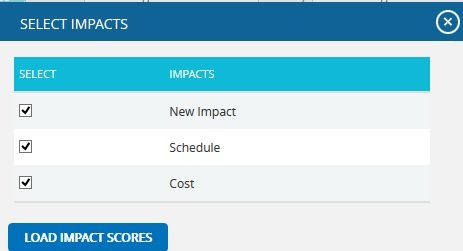 SELECT IMPACTS
SELECT IMPACTS
New Impact
Schedule
Cost
LOAD IMPACT SCORES